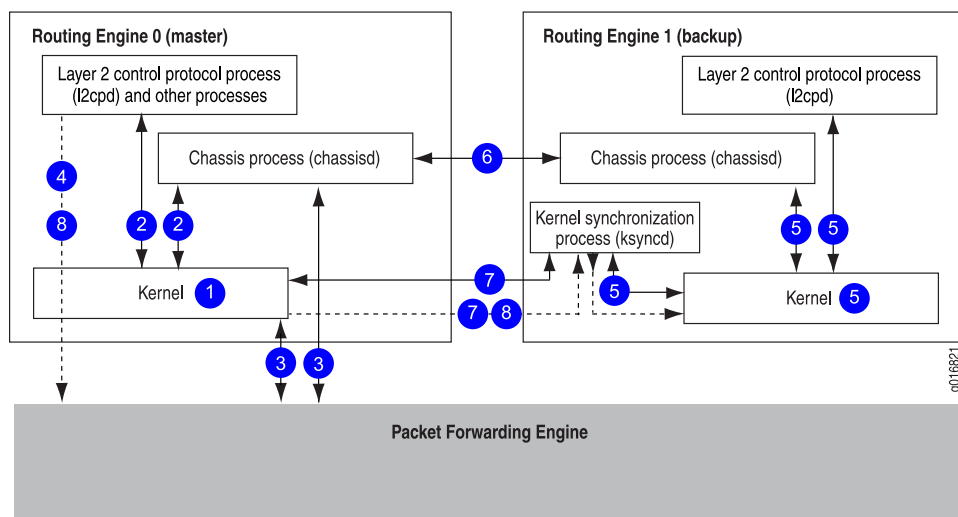 Routing Engine 0 (master)
Layer 2 control protocol process
(l2cpd) and other processes
Chassis process (chassisd)
4
8
2
2
Kernel
1
3
3
6
7
7
8
Routing Engine 1 (backup)
Layer 2 control protocol process
(l2cpd)
Chassis process (chassisd)
Kernel synchronization
process (ksyncd)
5
5
5
Kernel
5
g016821
Packet Forwarding Engine